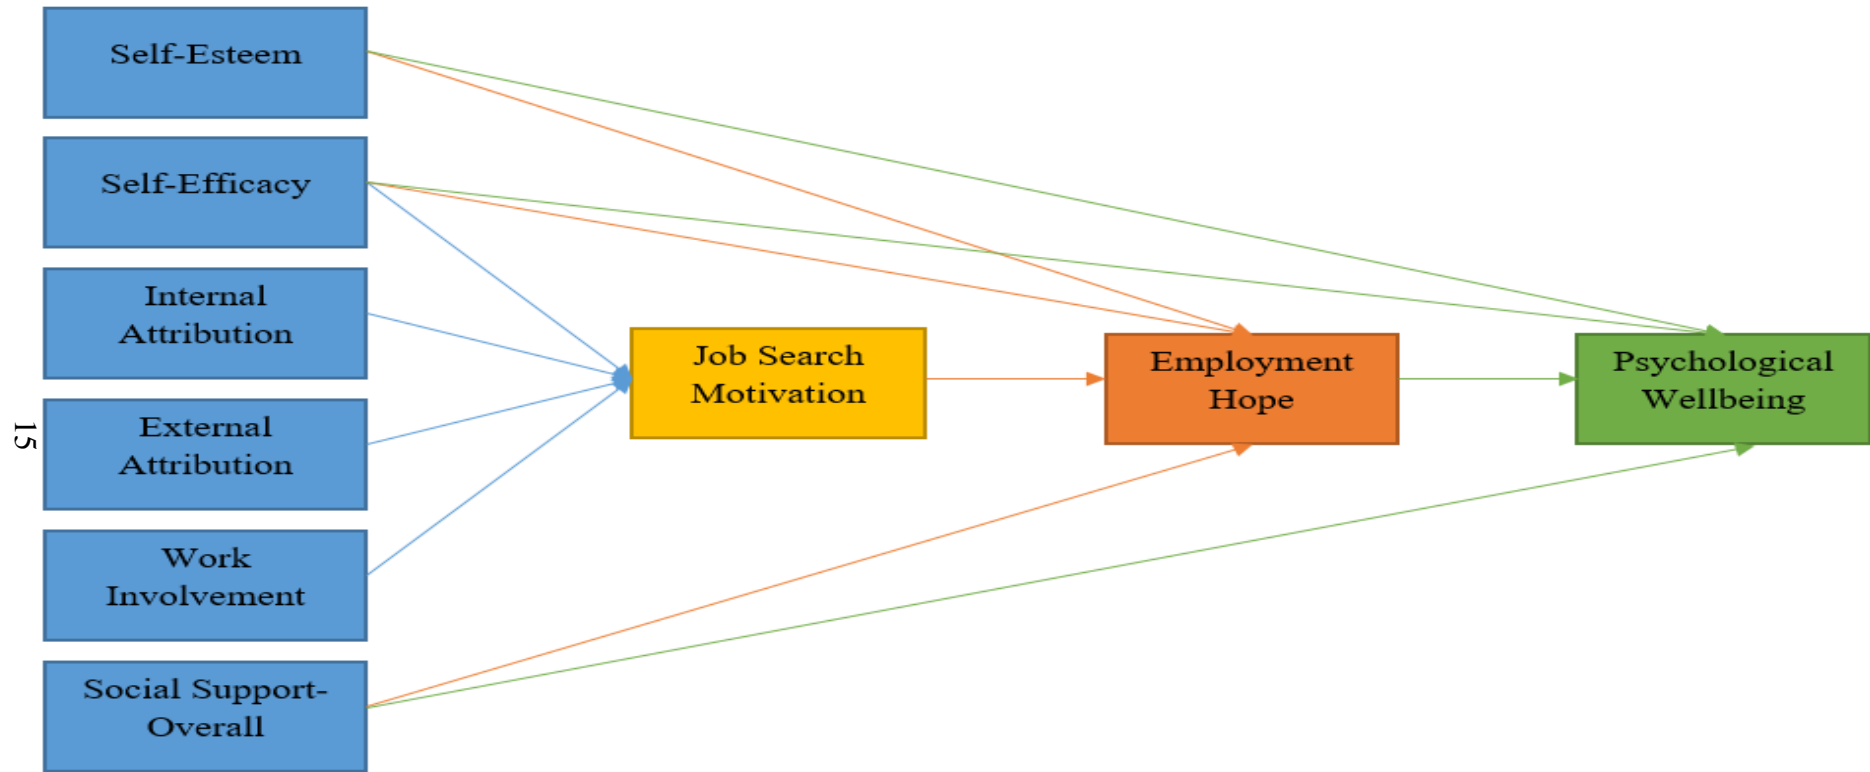 Self-Esteem
Self-Efficacy
Internal
Attribution
External
Attribution
Work
Involvement
Social Support-
Overall
Job Search
Motivation
Employment
Hope
Psychological
Wellbeing
15